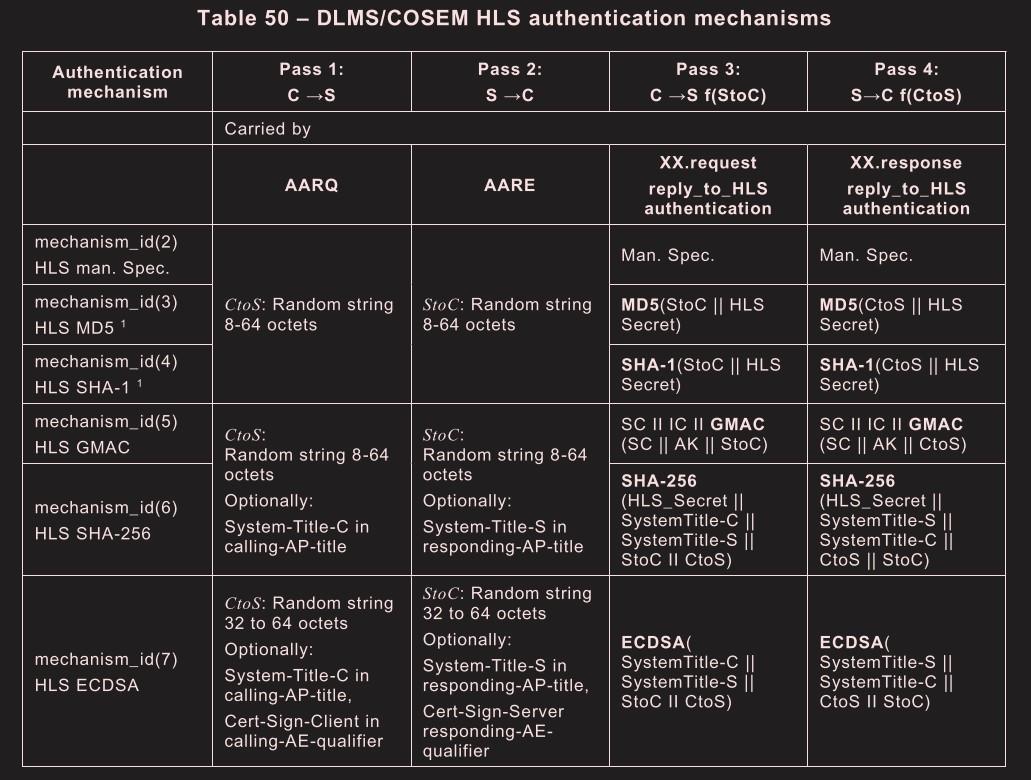 Table 50 – DLMS/COSEM HLS authentication mechanisms
Authentication
mechanism
Pass 1:
C →S
Pass 2:
S →C
Pass 3:
C →S f(StoC)
Pass 4:
S→C f(CtoS)
Carried by
AARQ
AARE
XX.request
reply_to_HLS
authentication
XX.response
reply_to_HLS
authentication
mechanism_id(2)
HLS man. Spec.
CtoS: Random string
8-64 octets
StoC: Random string
8-64 octets
Man. Spec.
Man. Spec.
mechanism_id(3)
HLS MD5 ¹
MD5(StoC || HLS
Secret)
MD5(CtoS || HLS
Secret)
mechanism_id(4)
HLS SHA-1 ¹
SHA-1(StoC || HLS
Secret)
SHA-1(CtoS || HLS
Secret)
mechanism_id(5)
HLS GMAC
CtoS:
Random string 8-64
octets
Optionally:
System-Title-C in
calling-AP-title
StoC:
Random string 8-64
octets
Optionally:
System-Title-S in
responding-AP-title
SC II IC II GMAC
(SC || AK || StoC)
SC II IC II GMAC
(SC || AK || CtoS)
mechanism_id(6)
HLS SHA-256
SHA-256
(HLS_Secret ||
SystemTitle-C ||
SystemTitle-S ||
StoC II CtoS)
SHA-256
(HLS_Secret ||
SystemTitle-S ||
SystemTitle-C ||
CtoS || StoC)
mechanism_id(7)
HLS ECDSA
CtoS: Random string
32 to 64 octets
Optionally:
System-Title-C in
calling-AP-title,
Cert-Sign-Client in
calling-AE-qualifier
StoC: Random string
32 to 64 octets
Optionally:
System-Title-S in
responding-AP-title,
Cert-Sign-Server
responding-AE-
qualifier
ECDSA(
SystemTitle-C ||
SystemTitle-S ||
StoC II CtoS)
ECDSA(
SystemTitle-S ||
SystemTitle-C ||
CtoS II StoC)